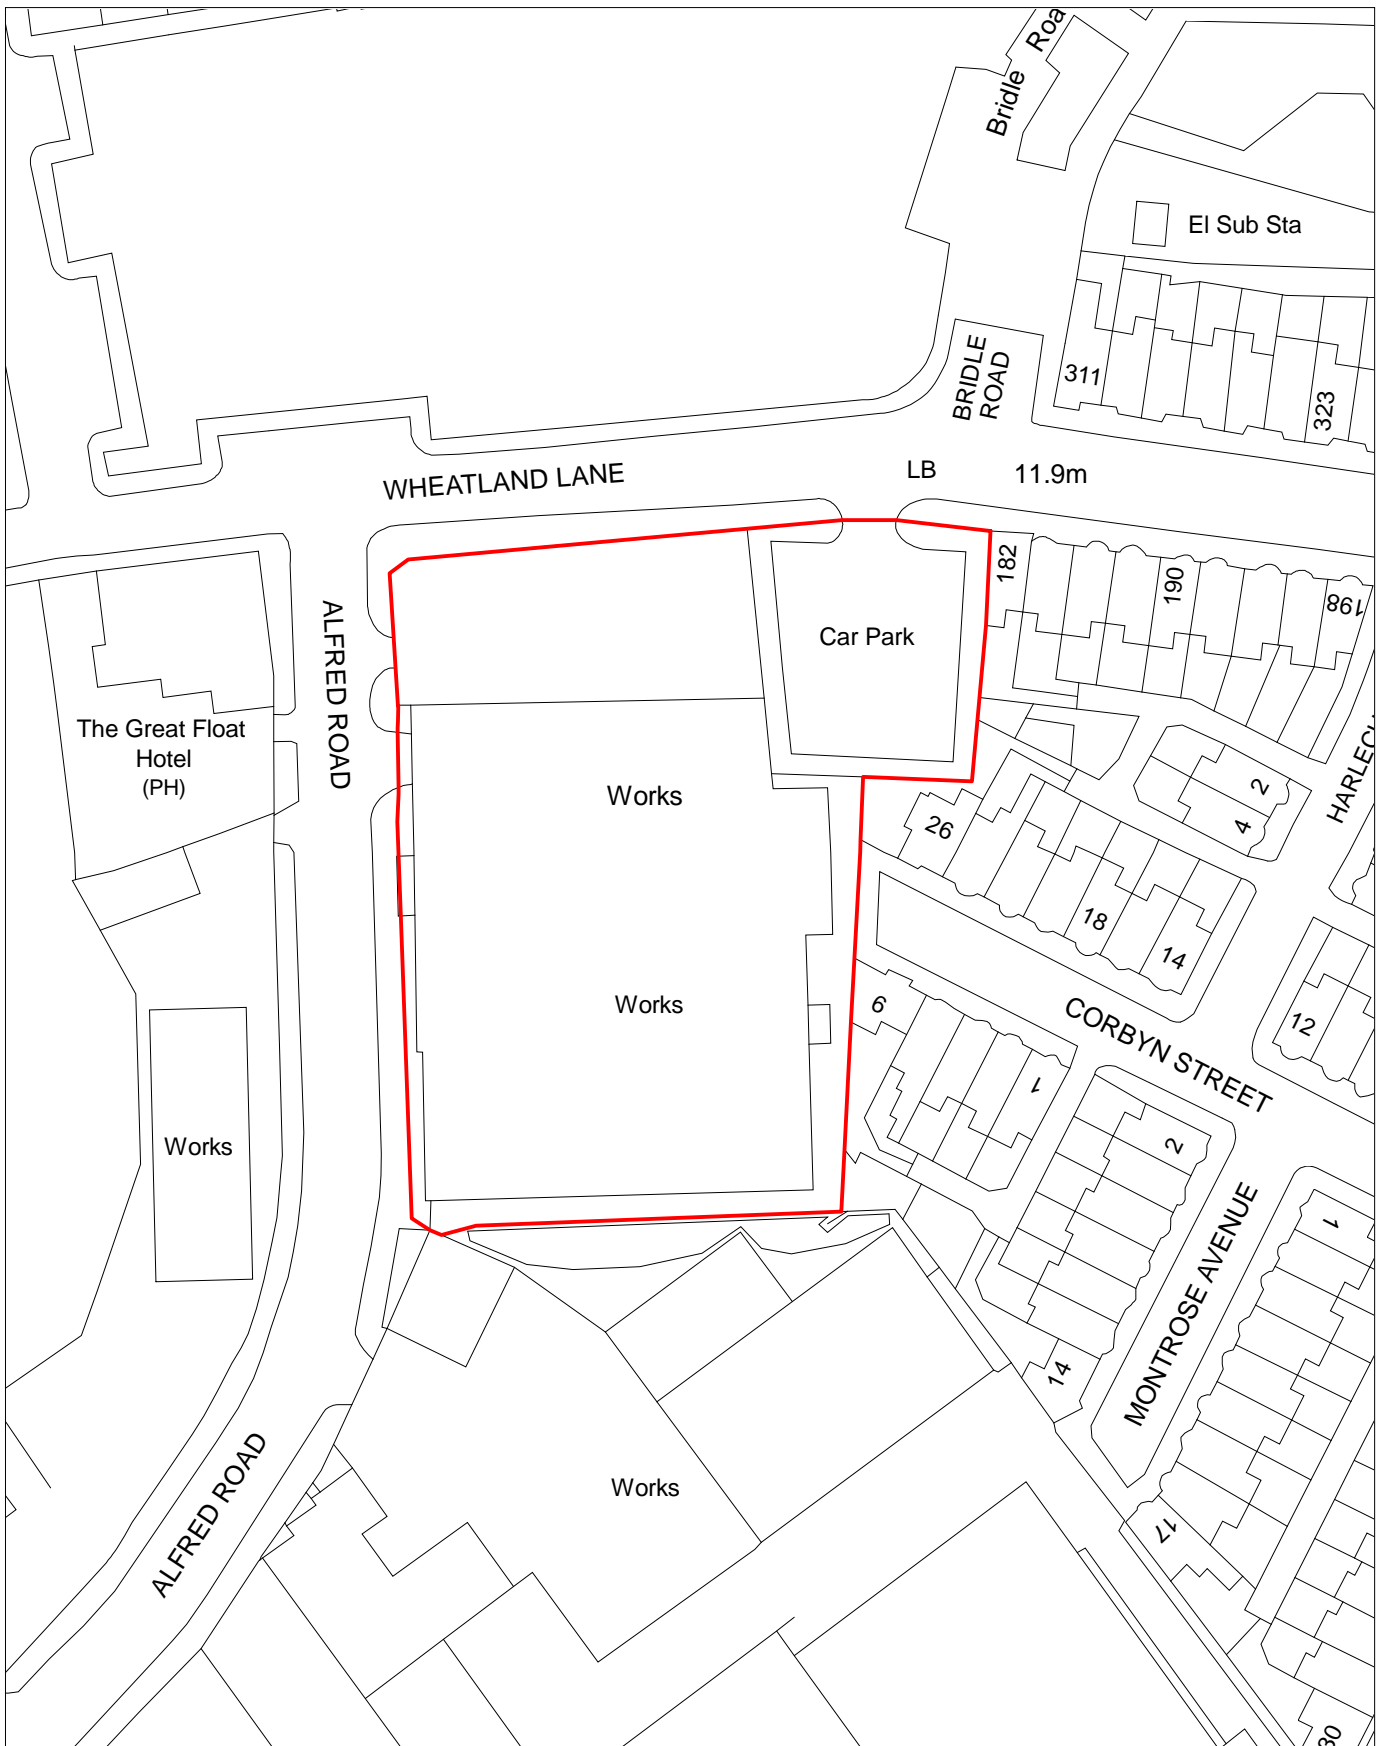 Bridle Roa
El Sub Sta
BRIDLE
ROAD
311
323
WHEATLAND LANE
LB
11.9m
182
190
198
ALFRED ROAD
Car Park
The Great Float
Hotel
(PH)
Works
2
4
26
18
14
Works
6
1
CORBYN STREET
12
Works
2
1
MONTROSE AVENUE
14
Works
17
ALFRED ROAD